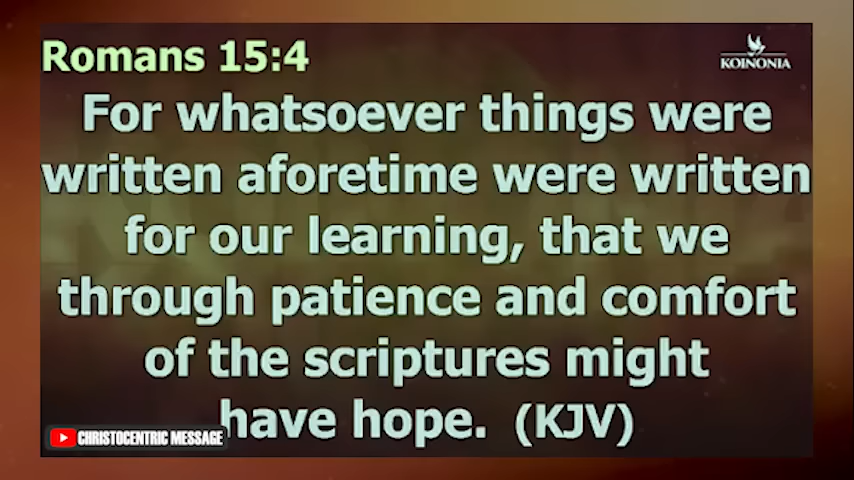 Romans 15:4
KOINONIA
For whatsoever things were
written aforetime were written
for our learning, that we
through patience and comfort
of the scriptures might
have hope. (KJV)
CHRISTOCENTRIC MESSAGE